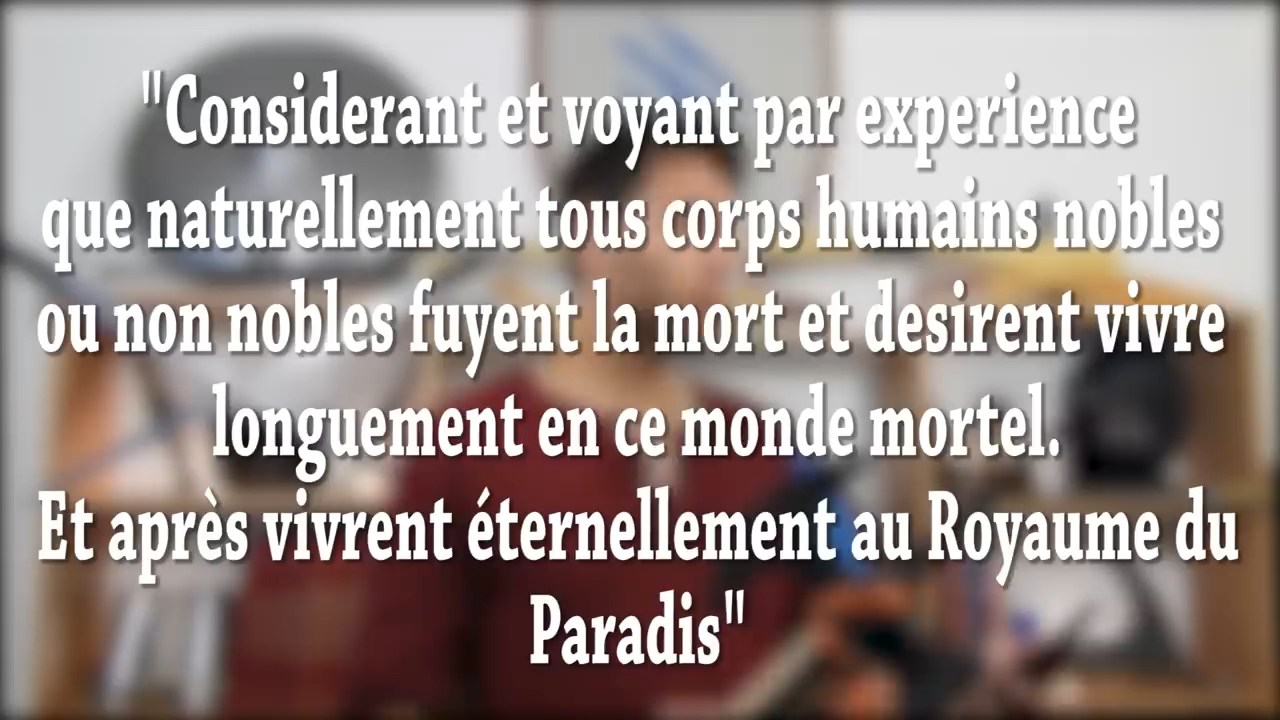 "Considerant et voyant par experience
que naturellement tous corps humains nobles
ou non nobles fuyent la mort et desirent vivre
longuement en ce monde mortel.
Et après vivrent éternellement au Royaume du
Paradis"